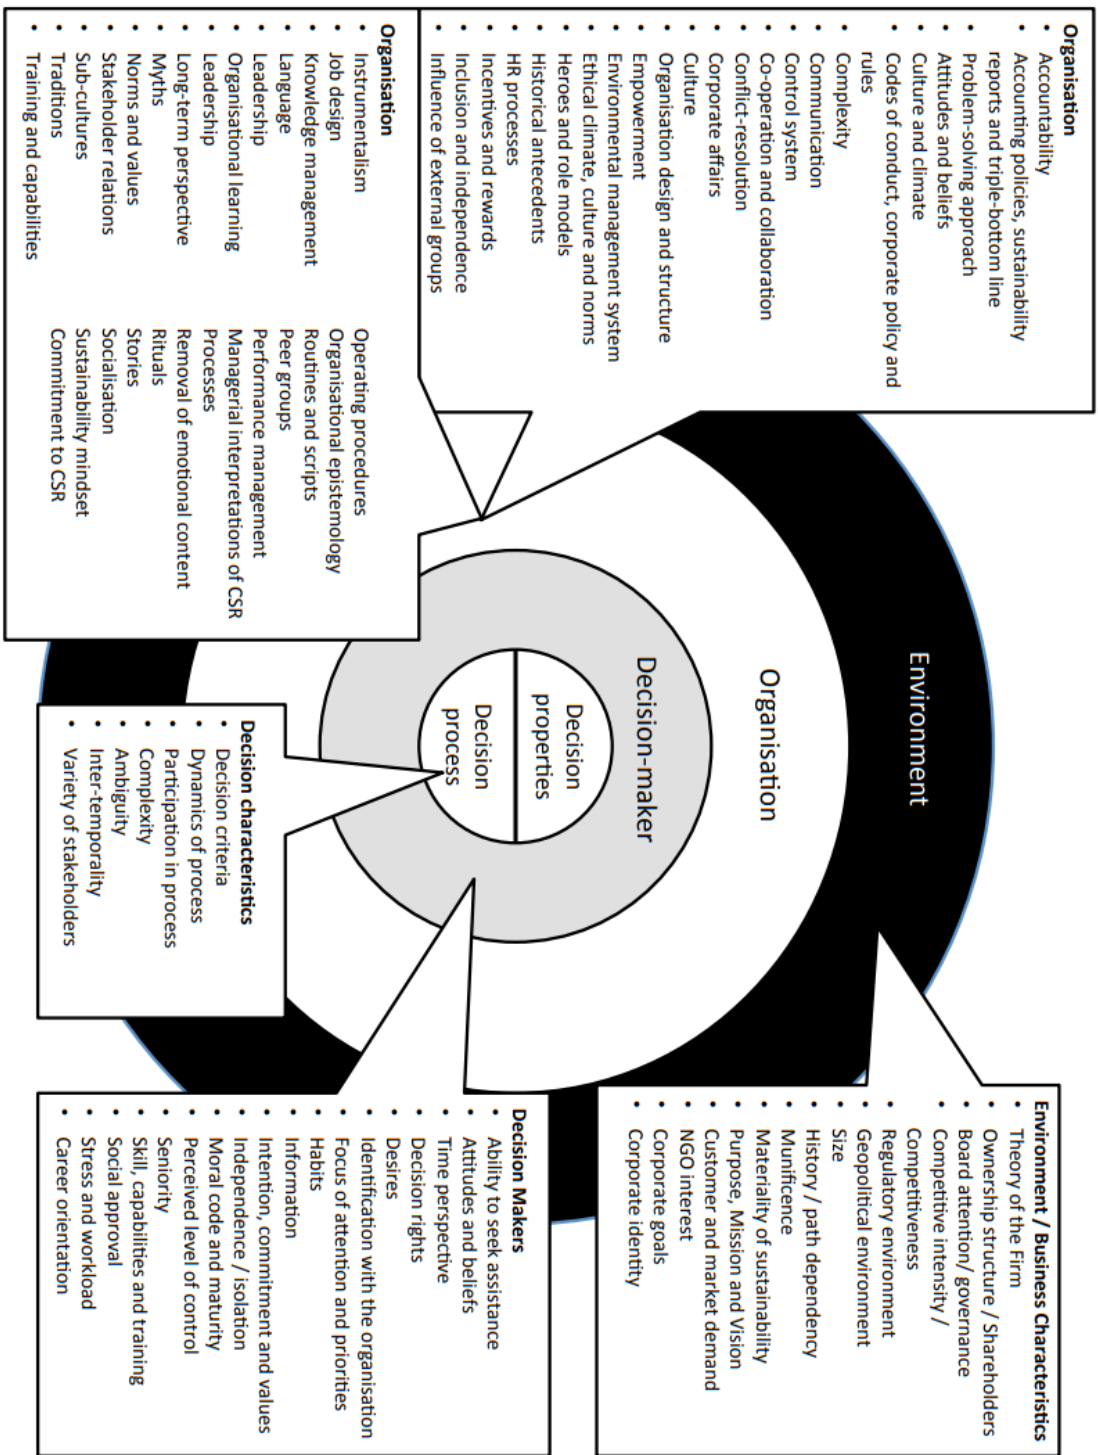 Organisation
• Accountability
• Accounting policies, sustainability
reports and triple-bottom line
• Problem-solving approach
• Attitudes and beliefs
• Culture and climate
• Codes of conduct, corporate policy and
rules
• Complexity
• Communication
• Control system
• Co-operation and collaboration
• Conflict-resolution
• Corporate affairs
• Culture
• Organisation design and structure
• Empowerment
• Environmental management system
• Ethical climate, culture and norms
• Heroes and role models
• Historical antecedents
• HR processes
• Incentives and rewards
• Inclusion and independence
• Influence of external groups
Organisation
• Instrumentalism
• Job design
• Knowledge management
• Language
• Leadership
• Organisational learning
• Leadership
• Long-term perspective
• Myths
• Norms and values
• Stakeholder relations
• Sub-cultures
• Traditions
• Training and capabilities
Operating procedures
Organisational epistemology
Routines and scripts
Peer groups
Performance management
Managerial interpretations of CSR
Processes
Removal of emotional content
Rituals
Stories
Socialisation
Sustainability mindset
Commitment to CSR
Environment
Organisation
Decision-maker
Decision
properties
Decision
process
Decision characteristics
• Decision criteria
• Dynamics of process
• Participation in process
• Complexity
• Ambiguity
• Inter-temporality
• Variety of stakeholders
Environment / Business Characteristics
• Theory of the Firm
• Ownership structure / Shareholders
• Board attention/ governance
• Competitive intensity /
• Competitiveness
• Regulatory environment
• Geopolitical environment
• Size
• History / path dependency
• Munificence
• Materiality of sustainability
• Purpose, Mission and Vision
• Customer and market demand
• NGO interest
• Corporate goals
• Corporate identity
Decision Makers
• Ability to seek assistance
• Attitudes and beliefs
• Time perspective
• Decision rights
• Desires
• Identification with the organisation
• Focus of attention and priorities
• Habits
• Information
• Intention, commitment and values
• Independence / isolation
• Moral code and maturity
• Perceived level of control
• Seniority
• Skill, capabilities and training
• Social approval
• Stress and workload
• Career orientation